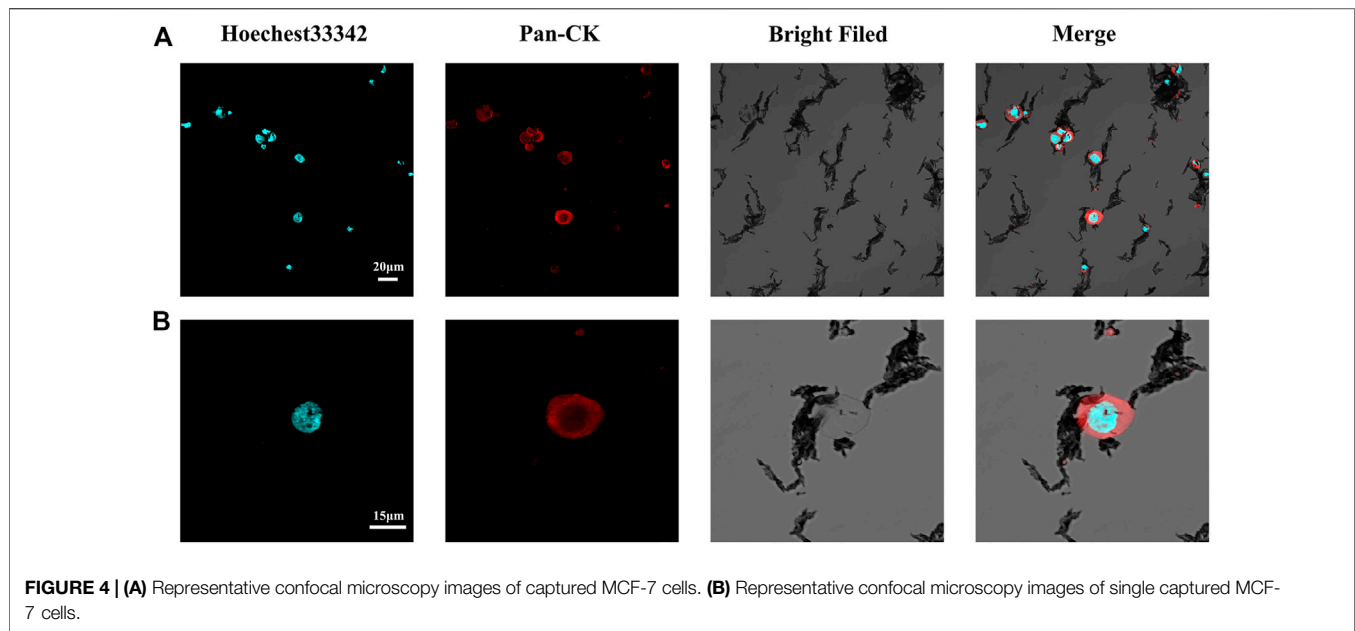 A Hoechest33342 Pan-CK Bright Filed Merge
20μm
B
15μm
FIGURE 4 | (A) Representative confocal microscopy images of captured MCF-7 cells. (B) Representative confocal microscopy images of single captured MCF-
7 cells.